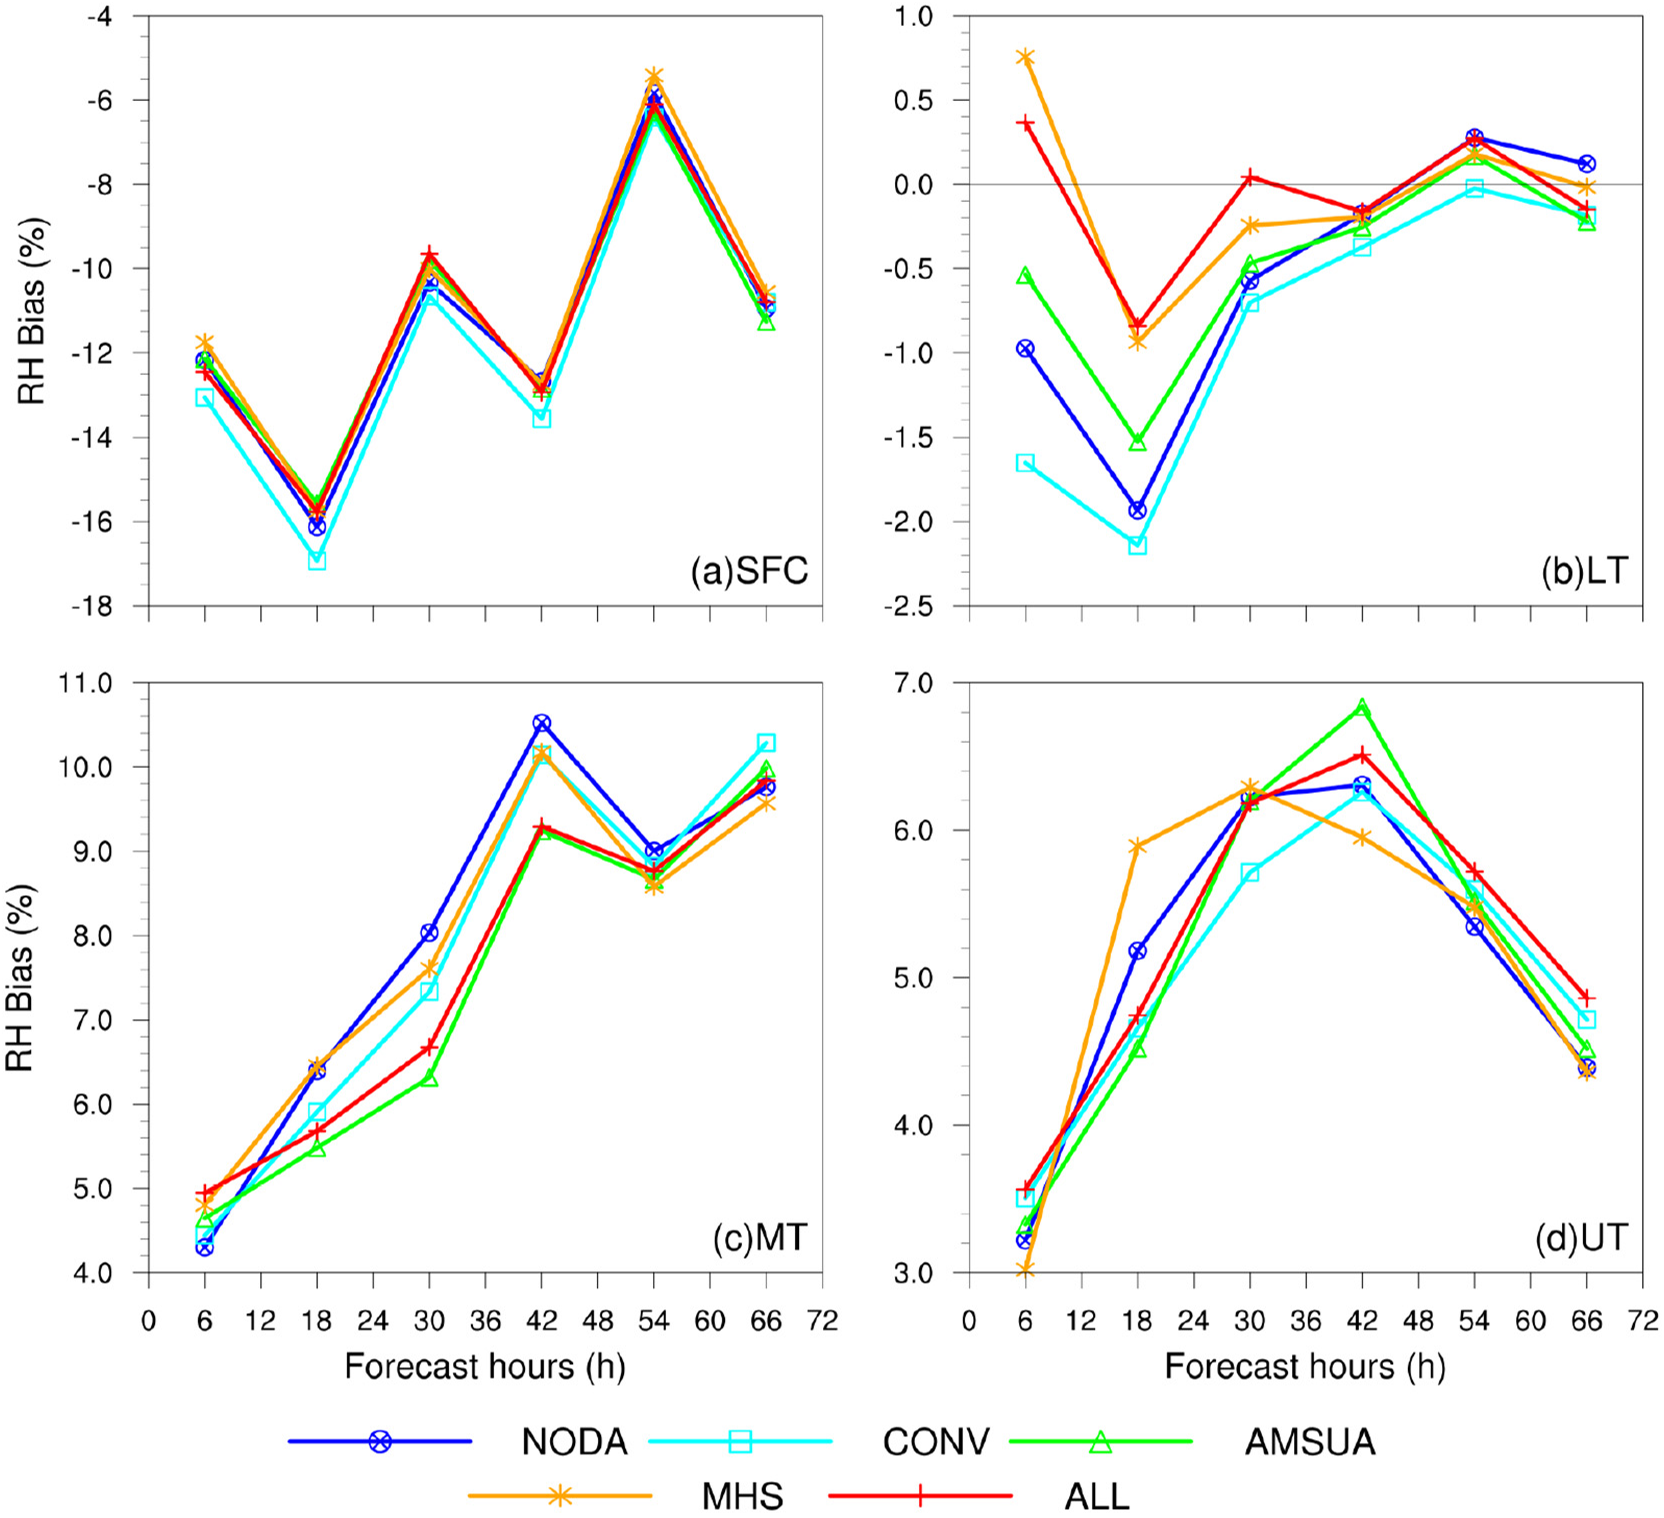 -4
-6
-8
-10
-12
-14
-16
-18
RH Bias (%)
(a)SFC
1.0
0.5
0.0
-0.5
-1.0
-1.5
-2.0
-2.5
(b)LT
11.0
10.0
9.0
8.0
7.0
6.0
5.0
4.0
RH Bias (%)
(c)MT
0 6 12 18 24 30 36 42 48 54 60 66 72
Forecast hours (h)
7.0
6.0
5.0
4.0
3.0
(d)UT
0 6 12 18 24 30 36 42 48 54 60 66 72
Forecast hours (h)
NODA CONV AMSUA
MHS ALL